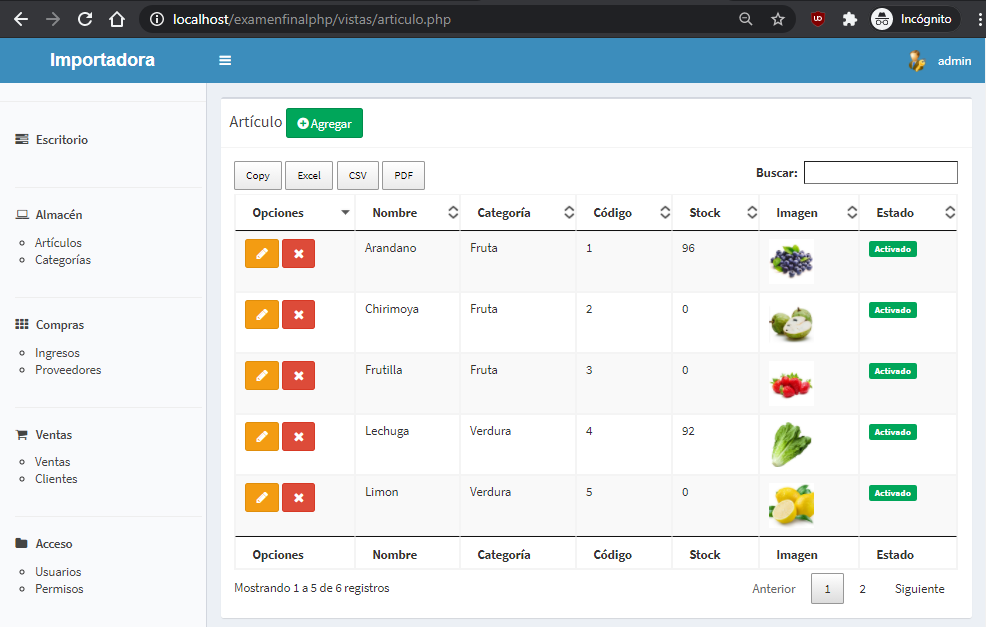 localhost/examenfinalphp/vistas/articulo.php
UD
Incógnito
Importadora
admin
Escritorio
Almacén
Artículos
Categorías
Compras
Ingresos
Proveedores
Ventas
Ventas
Clientes
Acceso
Usuarios
Permisos
Artículo Agregar
Copy Excel CSV PDF Buscar:
Opciones Nombre Categoría Código Stock Imagen Estado
Arandano Fruta 1 96 Activado
Chirimoya Fruta 2 0 Activado
Frutilla Fruta 3 0 Activado
Lechuga Verdura 4 92 Activado
Limon Verdura 5 0 Activado
Opciones Nombre Categoría Código Stock Imagen Estado
Mostrando 1 a 5 de 6 registros Anterior 1 2 Siguiente